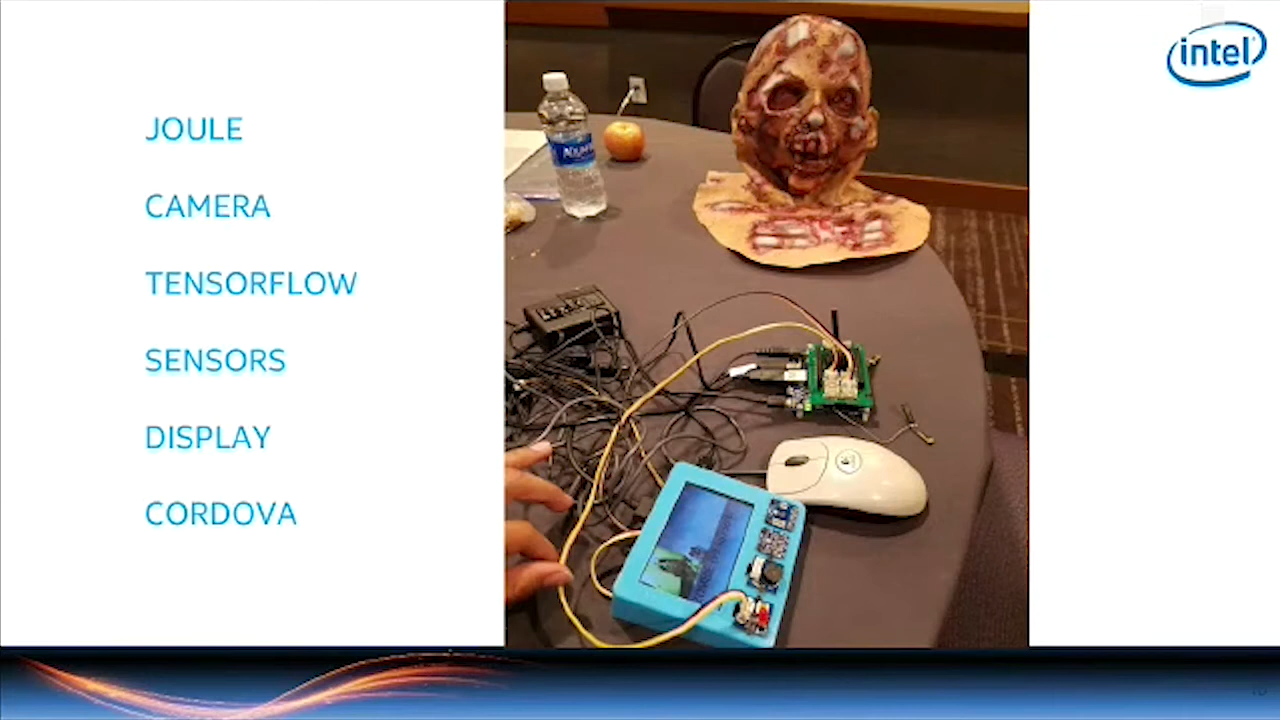 JOULE
CAMERA
TENSORFLOW
SENSORS
DISPLAY
CORDOVA
intel